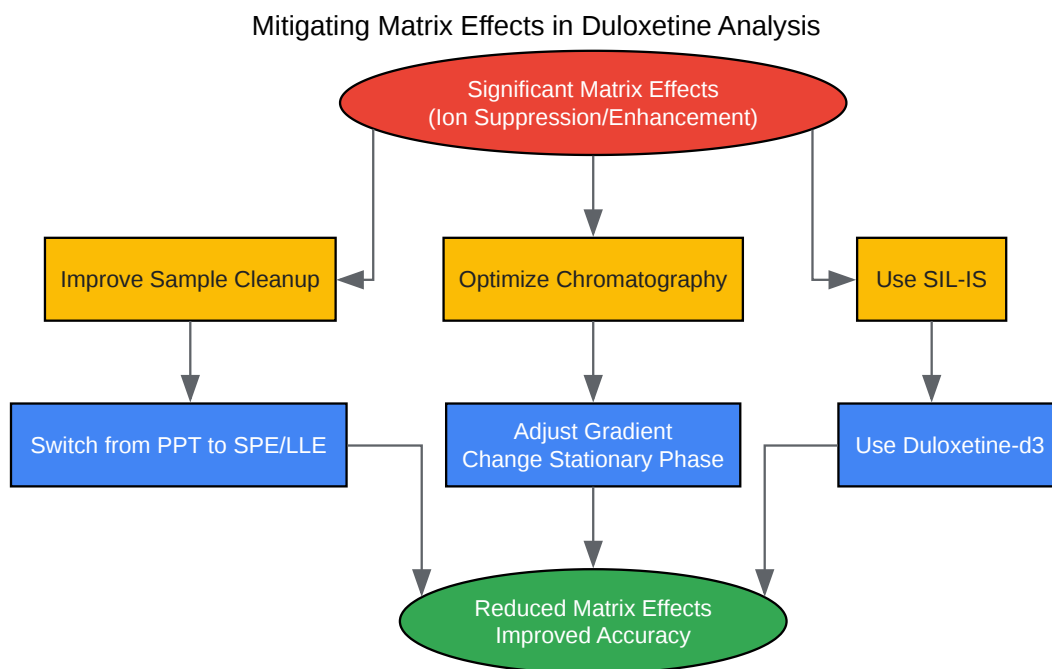 Mitigating Matrix Effects in Duloxetine Analysis
Significant Matrix Effects
(Ion Suppression/Enhancement)
Improve Sample Cleanup
Optimize Chromatography
Use SIL-IS
Switch from PPT to SPE/LLE
Adjust Gradient
Change Stationary Phase
Use Duloxetine-d3
Reduced Matrix Effects
Improved Accuracy